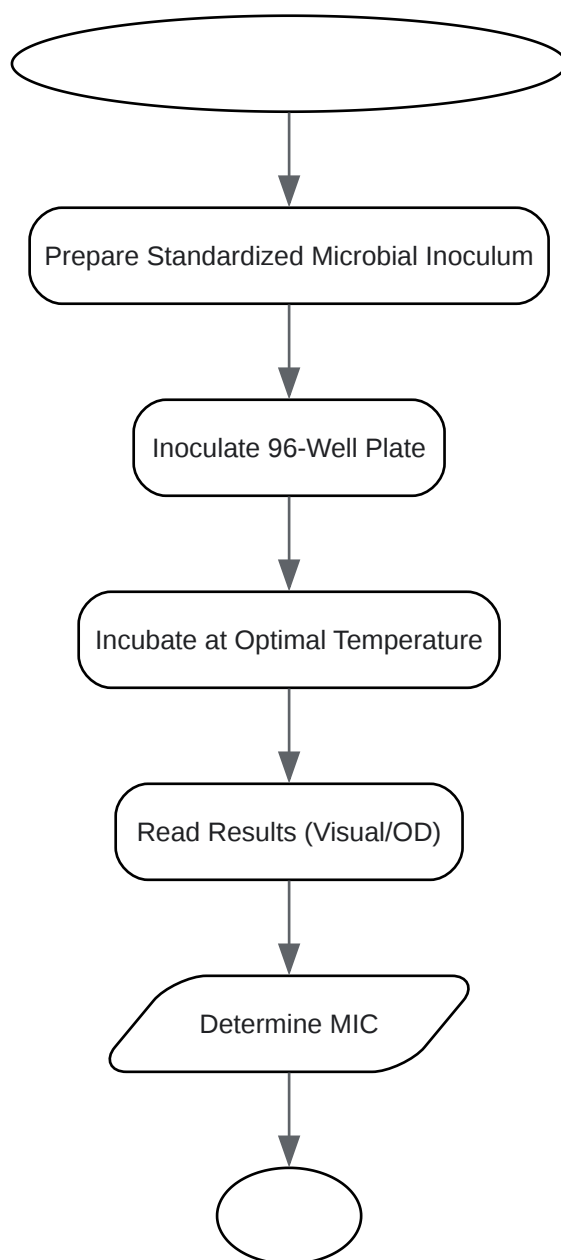 Prepare Standardized Microbial Inoculum
Inoculate 96-Well Plate
Incubate at Optimal Temperature
Read Results (Visual/OD)
Determine MIC